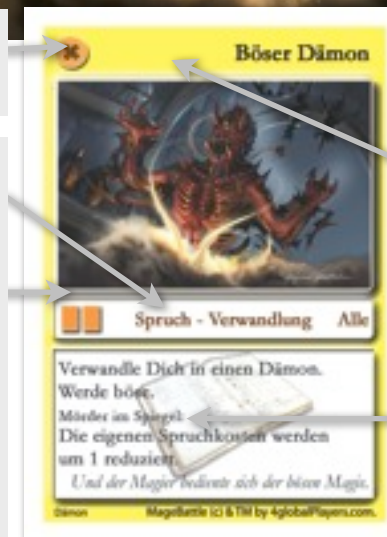 Böser Dämon
Spruch - Verwandlung Alle
Verwandle Dich in einen Dämon.
Werde böse.
Mörder im Spiegel:
Die eigenen Spruchkosten werden
um 1 reduziert.
Und der Magier bediente sich der bösen Magie.
Dämon MageBattle (c) & TM by 4globalPlayers.com.